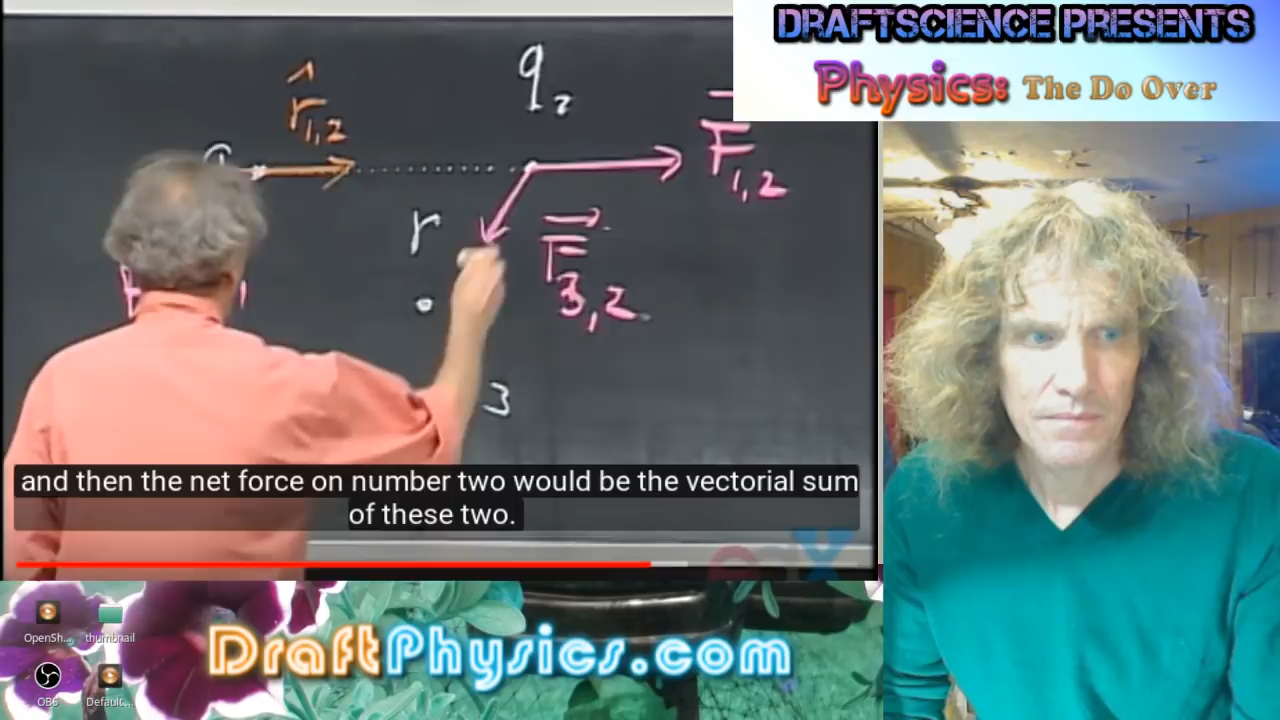 DRAFTSCIENCE PRESENTS
Physics: The Do Over
q2
r̂1,2
F⃗1,2
r
F⃗3,2
3
and then the net force on number two would be the vectorial sum
of these two.
OpenSh...
thumbnail
DraftPhysics.com
OBS
Default....